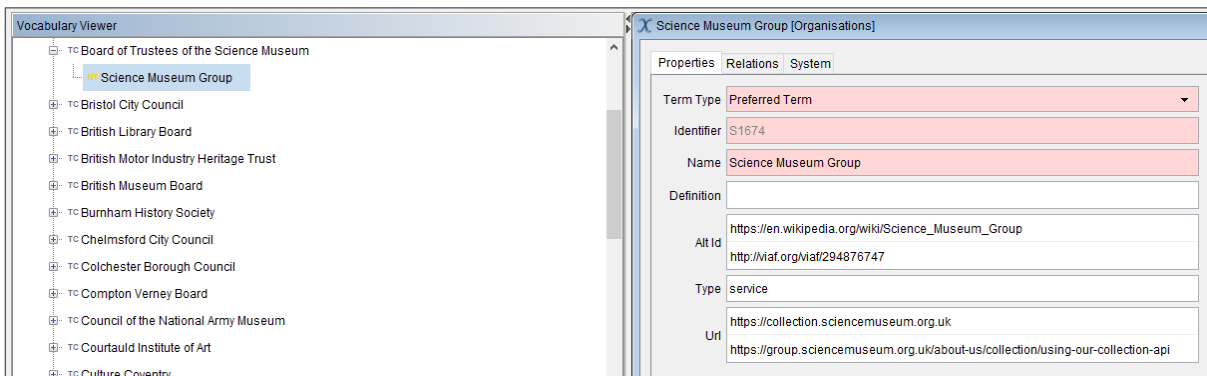 Vocabulary Viewer
TC Board of Trustees of the Science Museum
NT Science Museum Group
TC Bristol City Council
TC British Library Board
TC British Motor Industry Heritage Trust
TC British Museum Board
TC Burnham History Society
TC Chelmsford City Council
TC Colchester Borough Council
TC Compton Verney Board
TC Council of the National Army Museum
TC Courtauld Institute of Art
TC Culture Coventry
Science Museum Group [Organisations]
Properties Relations System
Term Type Preferred Term
Identifier S1674
Name Science Museum Group
Definition
Alt Id
https://en.wikipedia.org/wiki/Science_Museum_Group
http://viaf.org/viaf/294876747
Type service
Url
https://collection.sciencemuseum.org.uk
https://group.sciencemuseum.org.uk/about-us/collection/using-our-collection-api